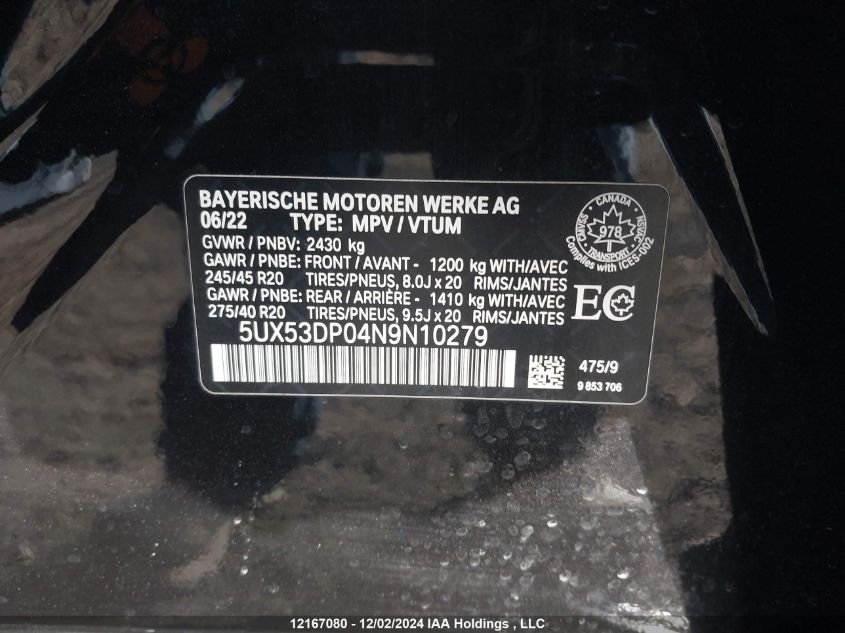 BAYERISCHE MOTOREN WERKE AG
06/22 TYPE: MPV / VTUM
GVWR / PNBV: 2430 kg
GAWR / PNBE: FRONT / AVANT - 1200 kg WITH/AVEC
245/45 R20 TIRES/PNEUS, 8.0J x 20 RIMS/JANTES
GAWR / PNBE: REAR / ARRIÈRE - 1410 kg WITH/AVEC
275/40 R20 TIRES/PNEUS, 9.5J x 20 RIMS/JANTES
5UX53DP04N9N10279
CANADA
CMVSS 978 NSVAC
TRANSPORT
Complies with ICES-002
EC
475/9
9 853 706
12167080 - 12/02/2024 IAA Holdings , LLC